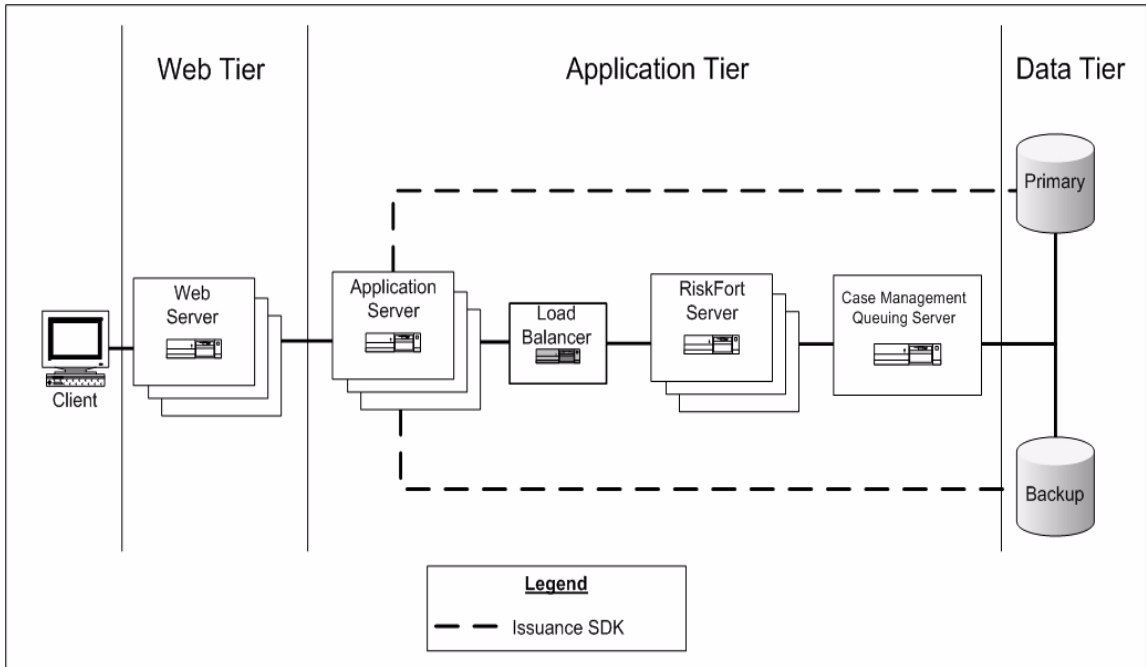 Web Tier
Application Tier
Data Tier
Primary
Web
Server
Application
Server
Load
Balancer
RiskFort
Server
Case Management
Queuing Server
Client
Backup
Legend
Issuance SDK